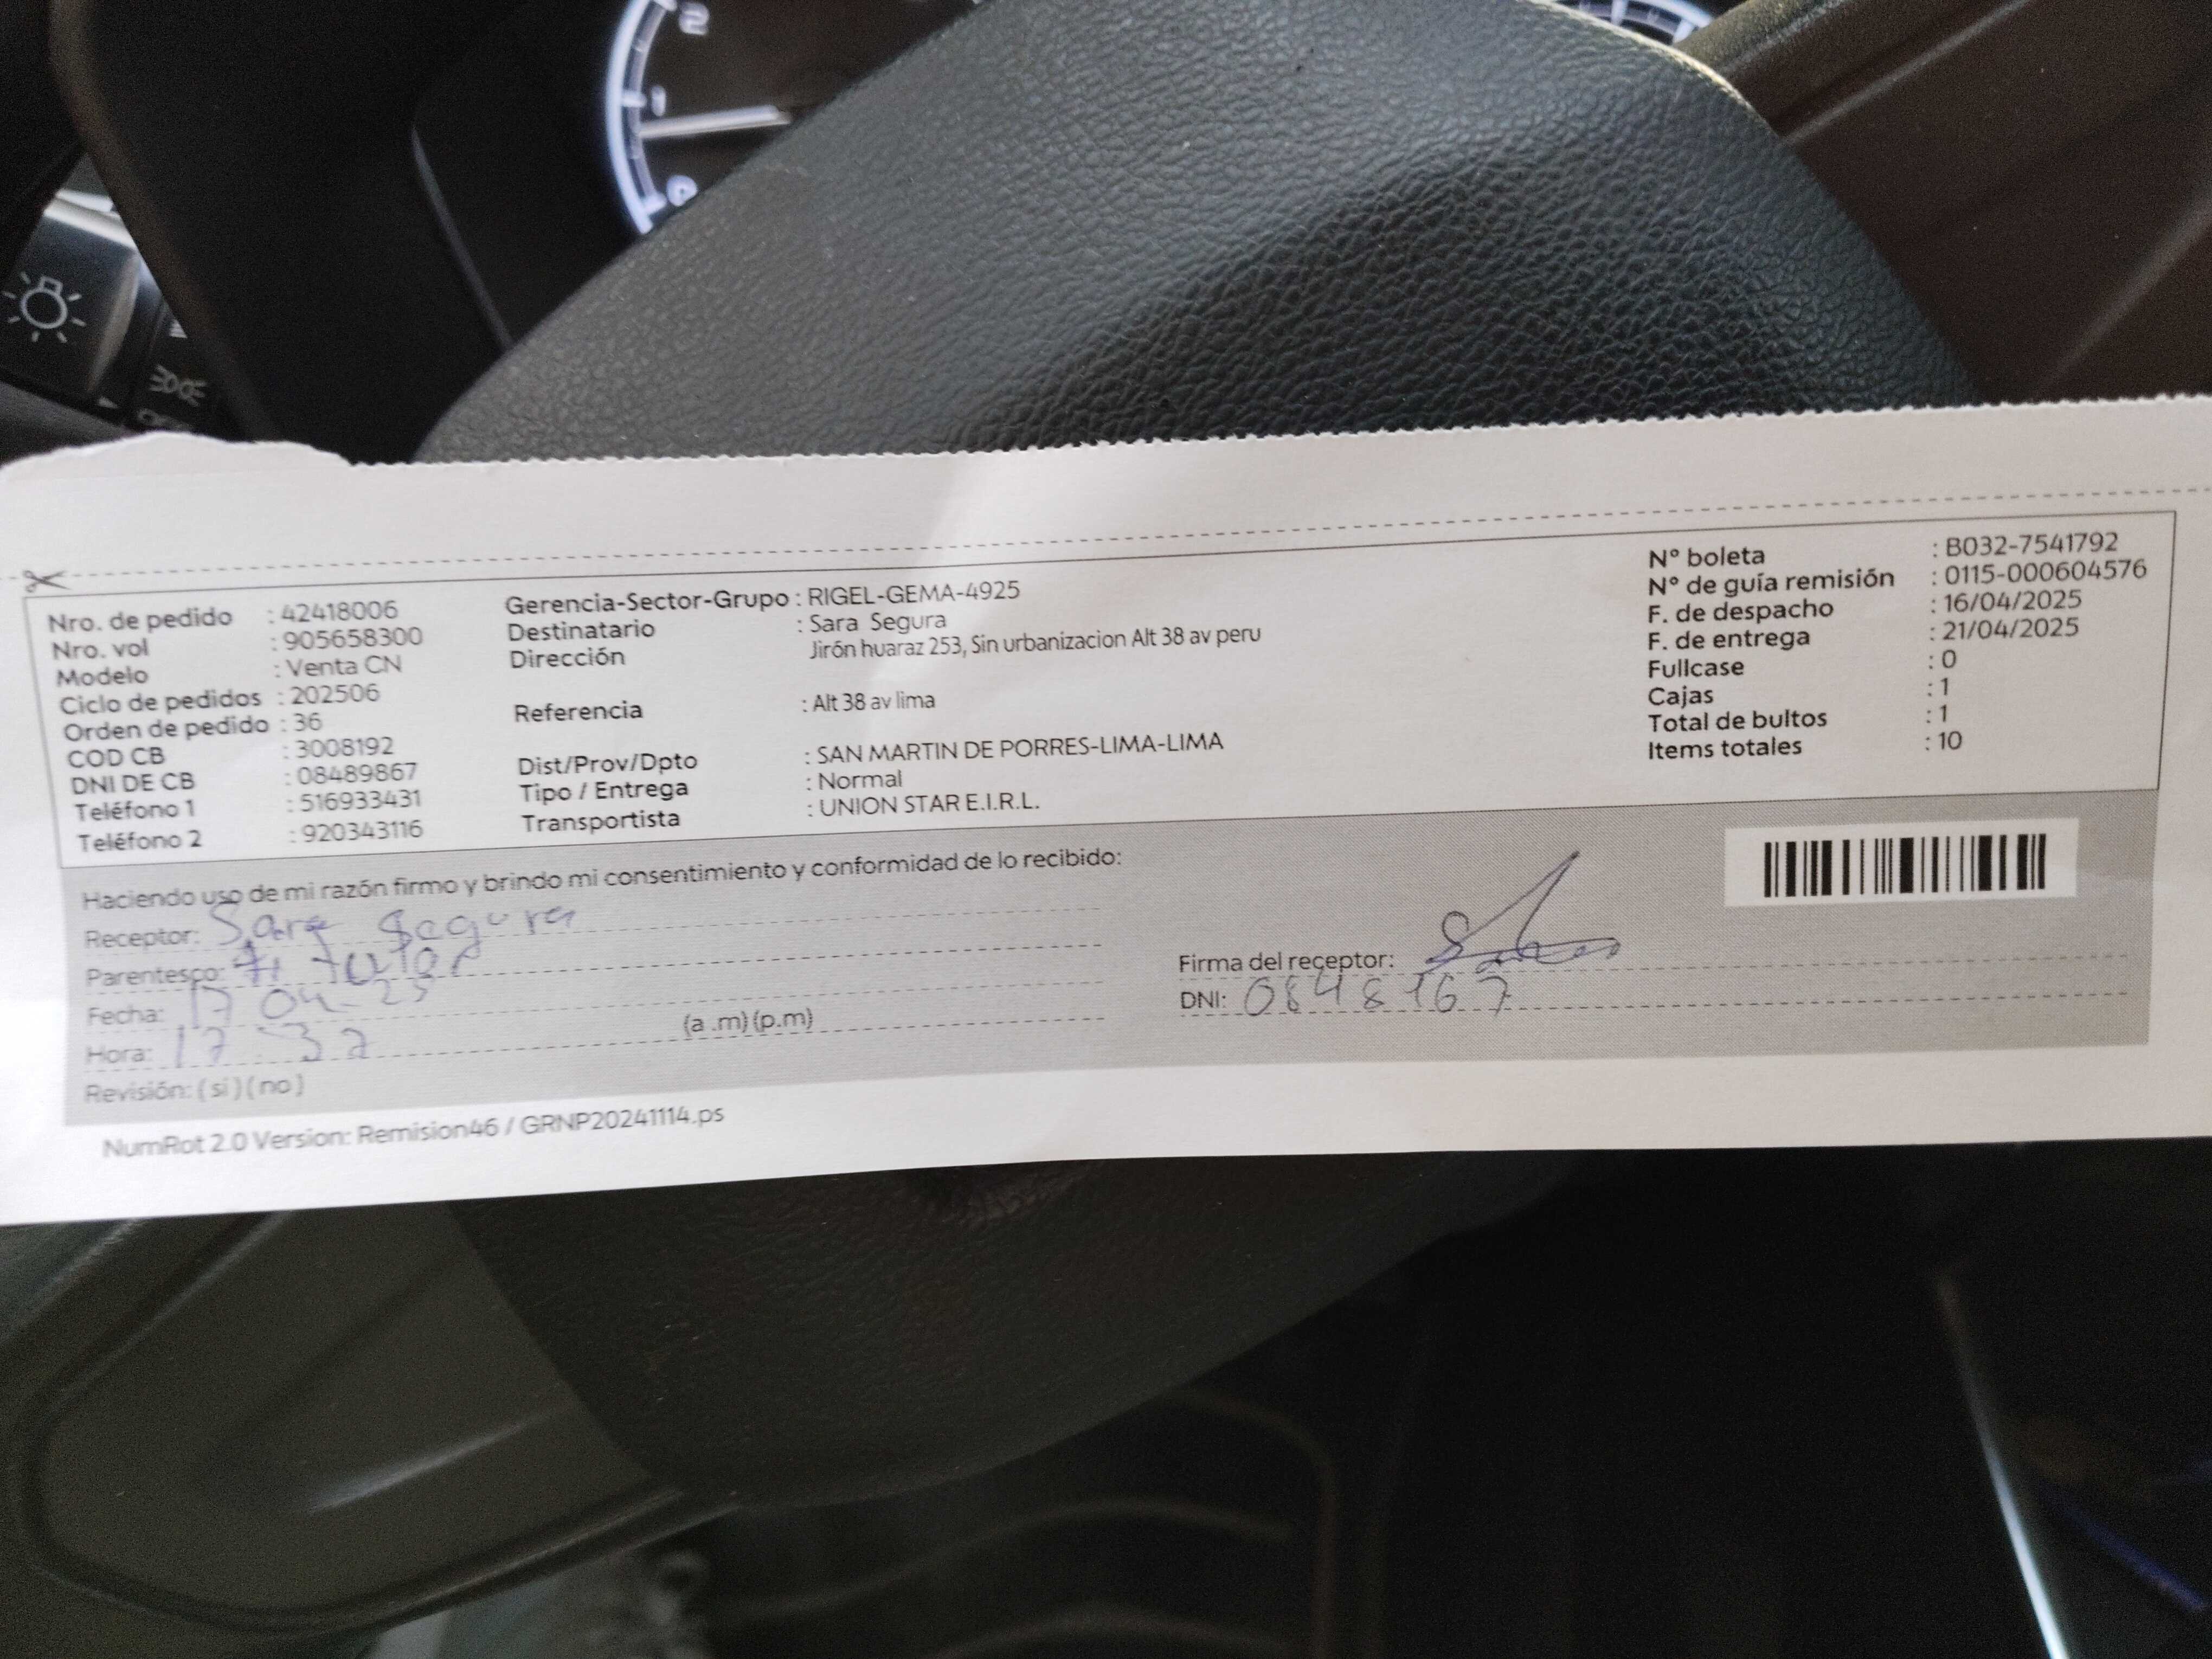 2
1
0
Nro. de pedido : 42418006
Nro. vol : 905658300
Modelo : Venta CN
Ciclo de pedidos : 202506
Orden de pedido : 36
COD CB : 3008192
DNI DE CB : 08489867
Teléfono 1 : 516933431
Teléfono 2 : 920343116
Gerencia-Sector-Grupo : RIGEL-GEMA-4925
Destinatario : Sara Segura
Dirección Jirón huaraz 253, Sin urbanizacion Alt 38 av peru
Referencia : Alt 38 av lima
Dist/Prov/Dpto : SAN MARTIN DE PORRES-LIMA-LIMA
Tipo / Entrega : Normal
Transportista : UNION STAR E.I.R.L.
N° boleta : B032-7541792
N° de guía remisión : 0115-000604576
F. de despacho : 16/04/2025
F. de entrega : 21/04/2025
Fullcase : 0
Cajas : 1
Total de bultos : 1
Items totales : 10
Haciendo uso de mi razón firmo y brindo mi consentimiento y conformidad de lo recibido:
Receptor: Sara Segura
Parentesco: Titular
Fecha: 17 04-25
Hora: 17:37 (a .m) (p.m)
Revisión: ( si ) ( no )
Firma del receptor:
DNI: 0848167
NumRot 2.0 Version: Remision46 / GRNP20241114.ps